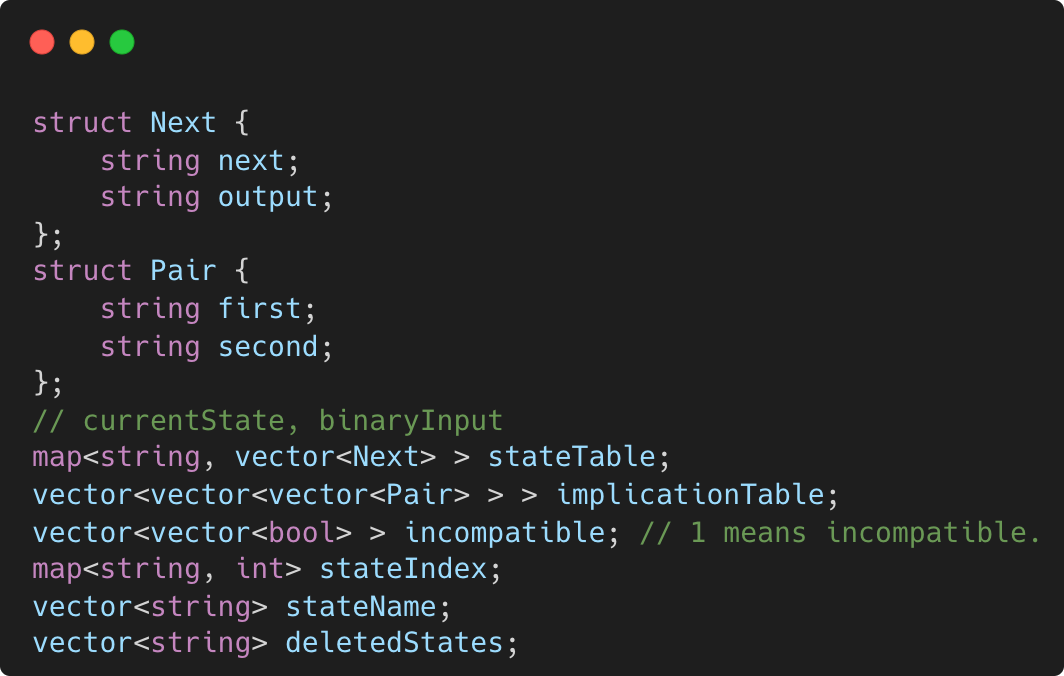 struct Next {
    string next;
    string output;
};
struct Pair {
    string first;
    string second;
};
// currentState, binaryInput
map<string, vector<Next> > stateTable;
vector<vector<vector<Pair> > > implicationTable;
vector<vector<bool> > incompatible; // 1 means incompatible.
map<string, int> stateIndex;
vector<string> stateName;
vector<string> deletedStates;